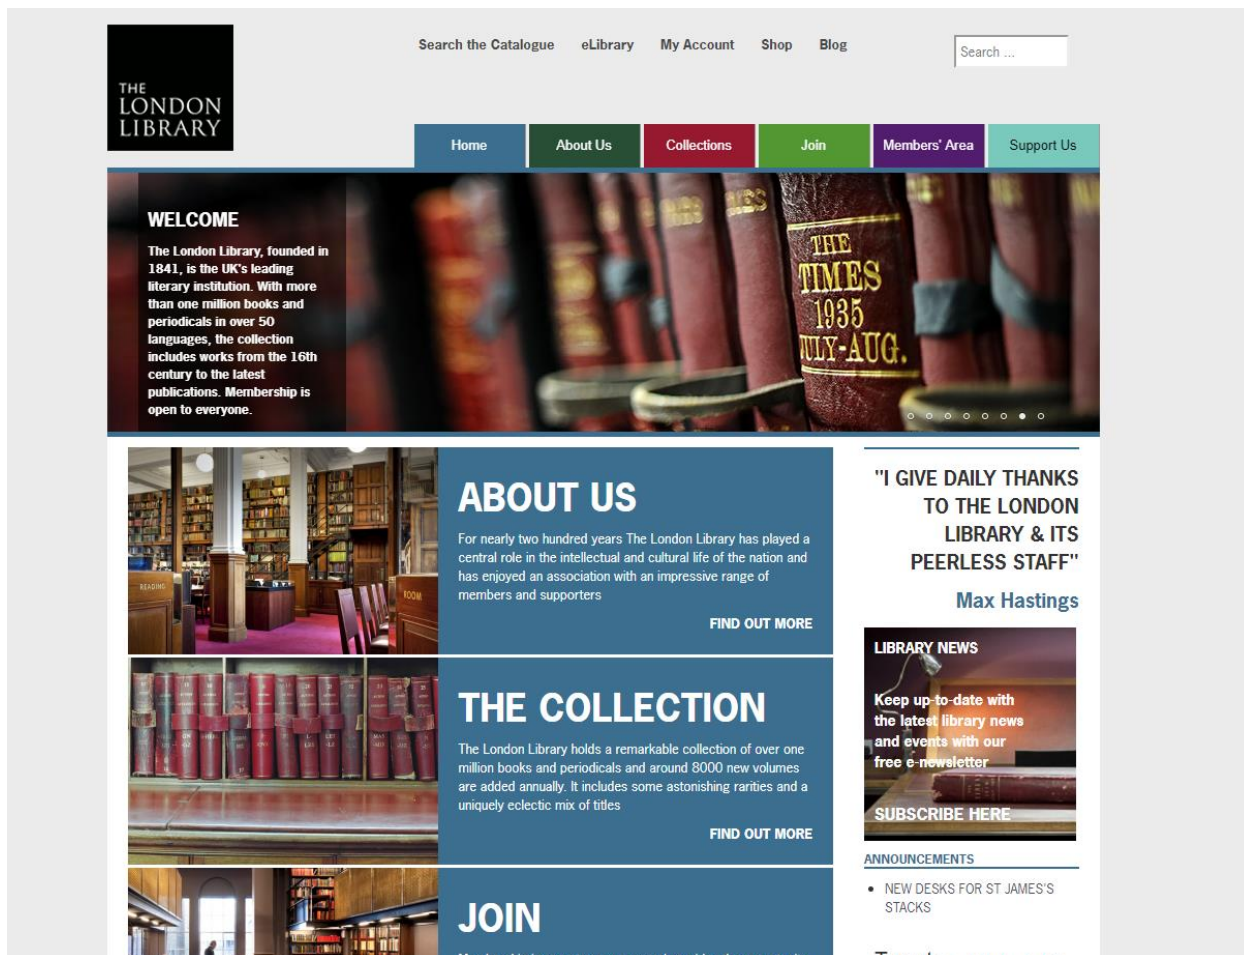 THE
LONDON
LIBRARY
Search the Catalogue eLibrary My Account Shop Blog
Search ...
Home About Us Collections Join Members' Area Support Us
WELCOME
The London Library, founded in
1841, is the UK's leading
literary institution. With more
than one million books and
periodicals in over 50
languages, the collection
includes works from the 16th
century to the latest
publications. Membership is
open to everyone.
THE
TIMES
1935
JULY-AUG.
READING
ROOM
ABOUT US
For nearly two hundred years The London Library has played a
central role in the intellectual and cultural life of the nation and
has enjoyed an association with an impressive range of
members and supporters
FIND OUT MORE
THE COLLECTION
The London Library holds a remarkable collection of over one
million books and periodicals and around 8000 new volumes
are added annually. It includes some astonishing rarities and a
uniquely eclectic mix of titles
FIND OUT MORE
JOIN
"I GIVE DAILY THANKS
TO THE LONDON
LIBRARY & ITS
PEERLESS STAFF"
Max Hastings
LIBRARY NEWS
Keep up-to-date with
the latest library news
and events with our
free e-newsletter
SUBSCRIBE HERE
ANNOUNCEMENTS
• NEW DESKS FOR ST JAMES'S
STACKS